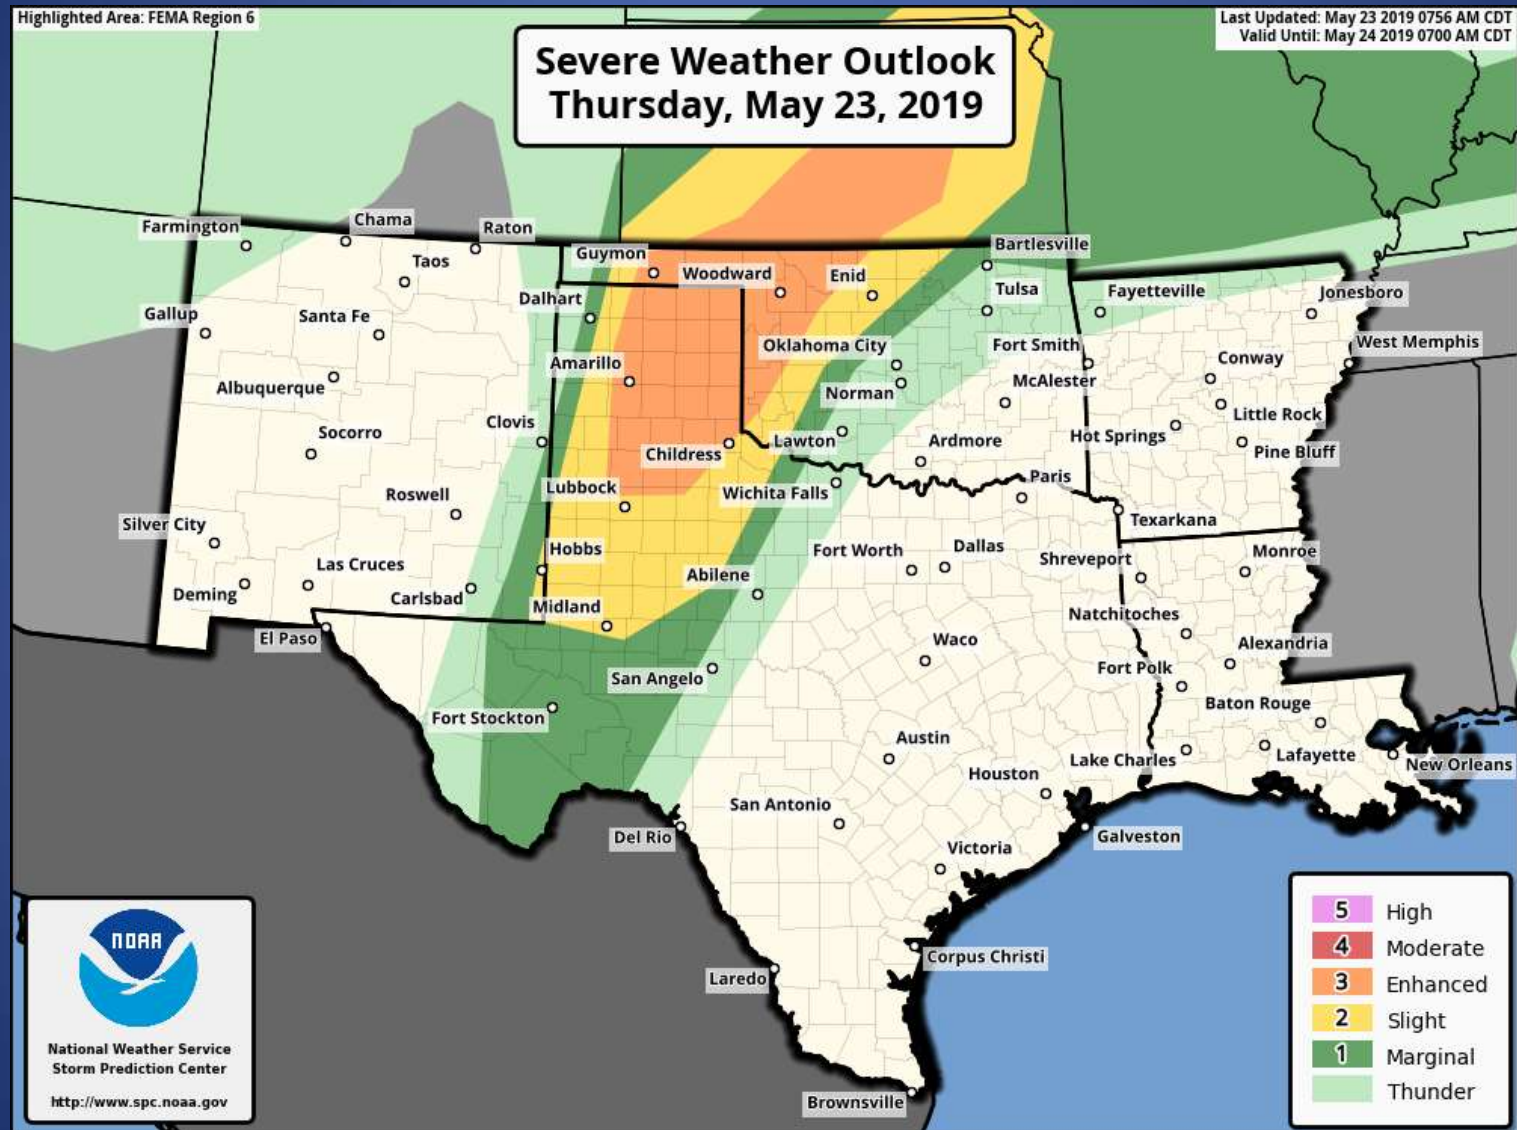 Highlighted Area: FEMA Region 6
Last Updated: May 23 2019 0756 AM CDT
Valid Until: May 24 2019 0700 AM CDT
Severe Weather Outlook
Thursday, May 23, 2019
Farmington
Chama
Raton
Taos
Guymon
Woodward
Enid
Bartlesville
Dalhart
Tulsa
Fayetteville
Jonesboro
Gallup
Santa Fe
Oklahoma City
Fort Smith
West Memphis
Amarillo
Conway
Albuquerque
Norman
McAlester
Little Rock
Clovis
Socorro
Childress
Lawton
Ardmore
Hot Springs
Pine Bluff
Roswell
Lubbock
Wichita Falls
Paris
Silver City
Texarkana
Hobbs
Fort Worth
Dallas
Shreveport
Monroe
Las Cruces
Abilene
Deming
Carlsbad
Midland
Natchitoches
El Paso
Waco
Alexandria
San Angelo
Fort Polk
Fort Stockton
Baton Rouge
Austin
Lake Charles
Lafayette
New Orleans
Houston
San Antonio
Del Rio
Galveston
Victoria
Corpus Christi
Laredo
Brownsville
NOAA
National Weather Service
Storm Prediction Center
http://www.spc.noaa.gov
5 High
4 Moderate
3 Enhanced
2 Slight
1 Marginal
Thunder